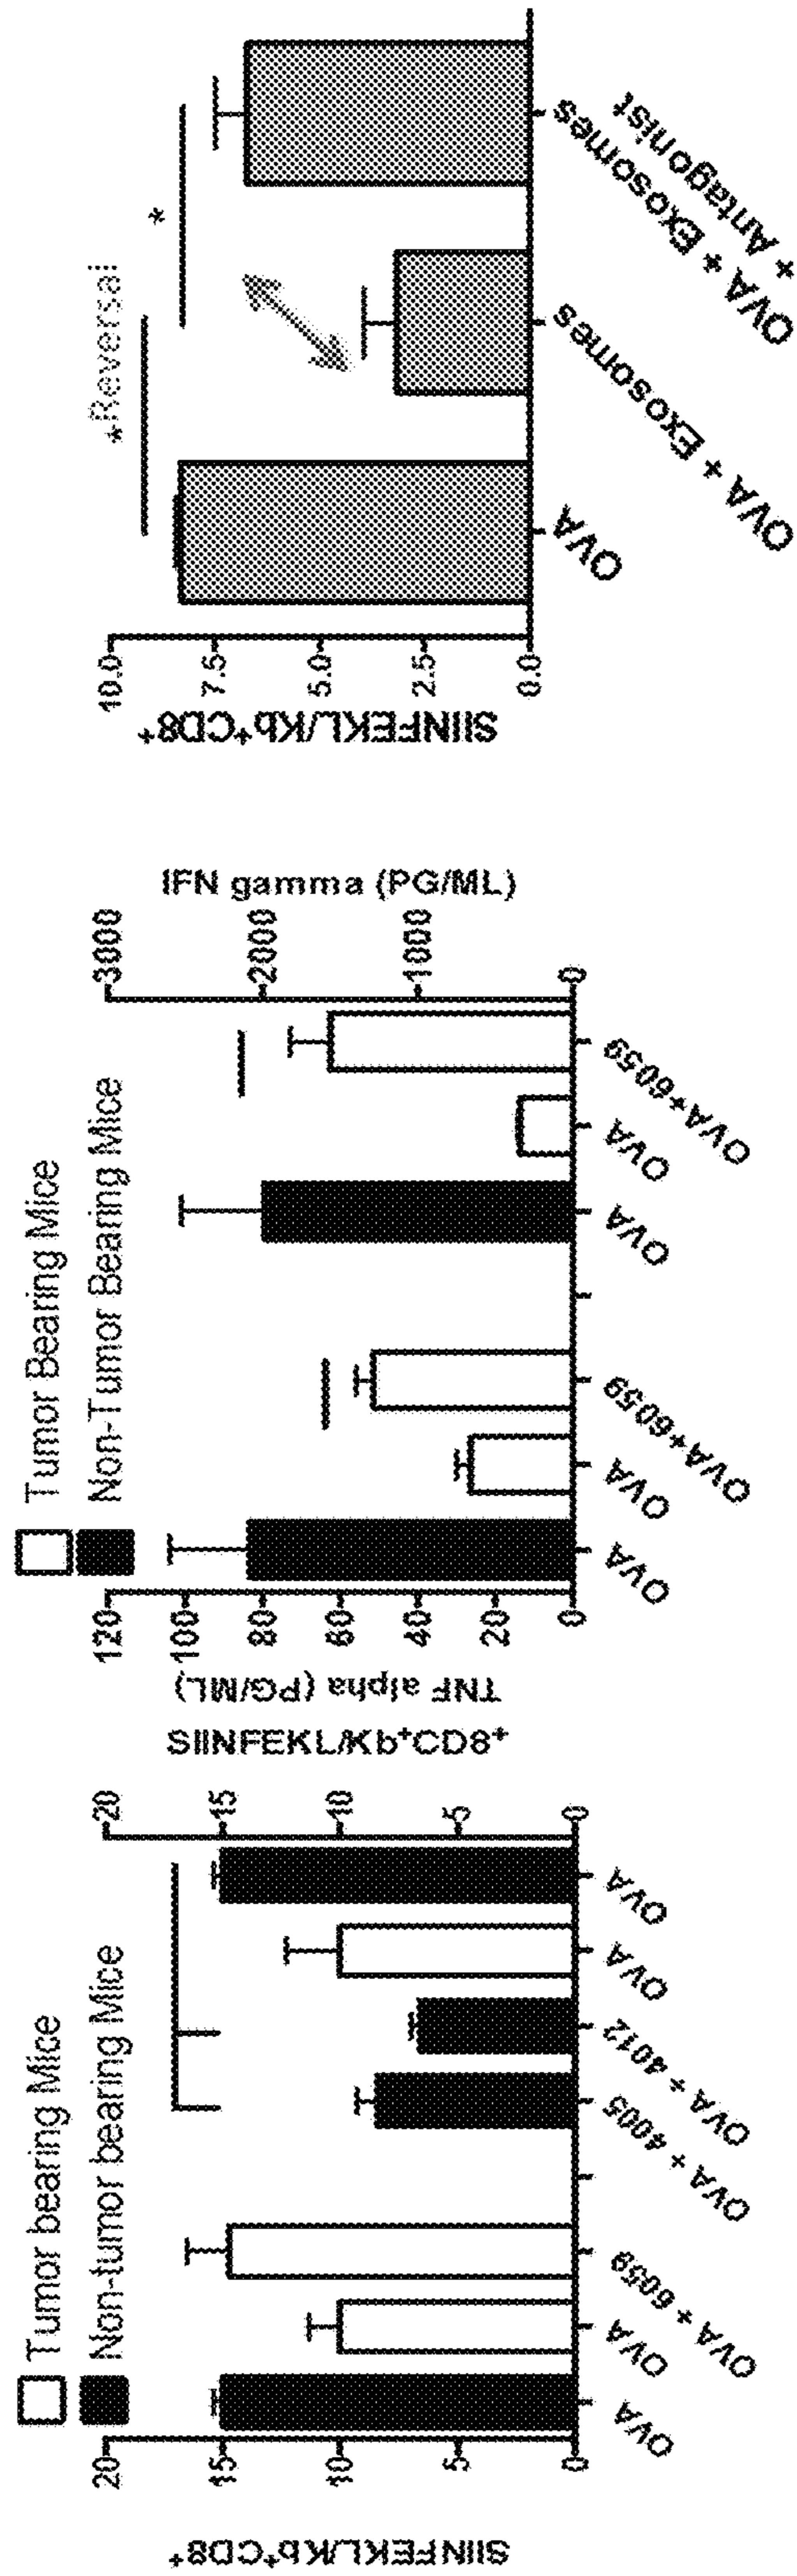 Tumor bearing Mice
Non-tumor bearing Mice
SIINFEKL/Kb+CD8+
20
15
10
5
0
OVA
OVA
OVA + 6059
OVA + 4005
OVA + 4012
OVA
OVA
20
15
10
5
0
SIINFEKL/Kb+CD8+
Tumor Bearing Mice
Non-Tumor Bearing Mice
TNF alpha (PG/ML)
120
100
80
60
40
20
0
OVA
OVA
OVA+6059
OVA
OVA
OVA+6059
3000
2000
1000
0
IFN gamma (PG/ML)
*Reversal
*
SIINFEKL/Kb+CD8+
10.0
7.5
5.0
2.5
0.0
OVA
OVA + Exosomes
OVA + Exosomes
+ Antagonist